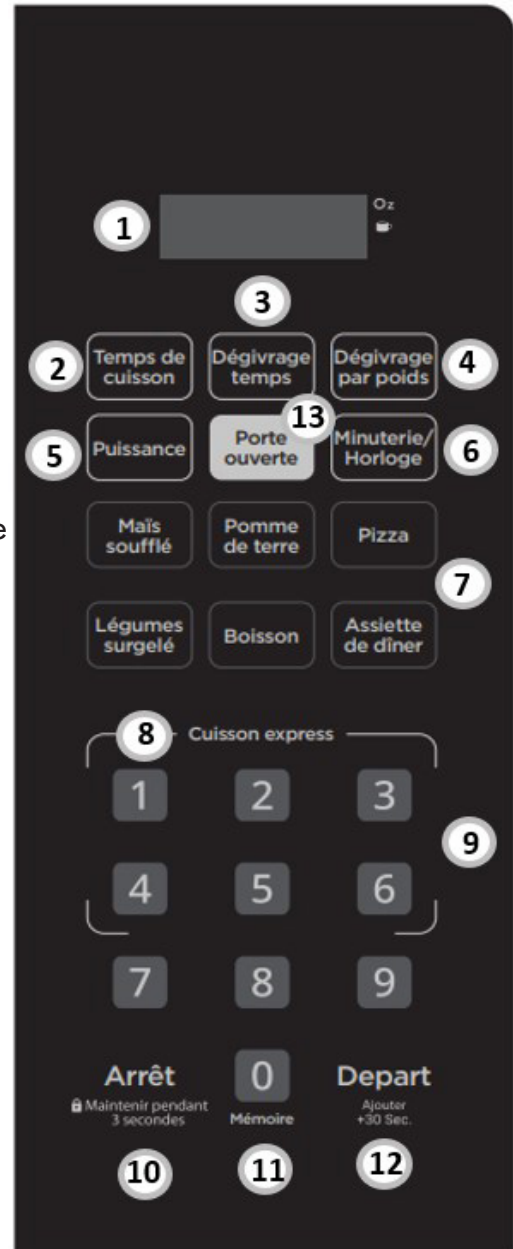 1
Oz
3
2
Temps de
cuisson
Dégivrage
temps
Dégivrage
par poids
4
13
5
Puissance
Porte
ouverte
Minuterie/
Horloge
6
e
Maïs
soufflé
Pomme
de terre
Pizza
7
Légumes
surgelé
Boisson
Assiette
de dîner
8
Cuisson express
1
2
3
9
4
5
6
7
8
9
Arrêt
0
Depart
Maintenir pendant
3 secondes
Mémoire
Ajouter
+30 Sec.
10
11
12